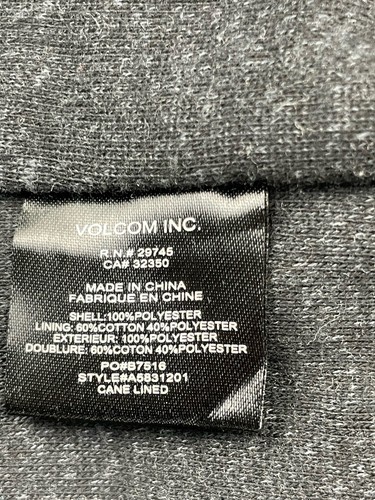 VOLCOM INC.
R.N.# 29745
CA# 32350
MADE IN CHINA
FABRIQUE EN CHINE
SHELL:100%POLYESTER
LINING: 60%COTTON 40%POLYESTER
EXTERIEUR: 100%POLYESTER
DOUBLURE: 60%COTON 40%POLYESTER
PO#B7516
STYLE#A5831201
CANE LINED